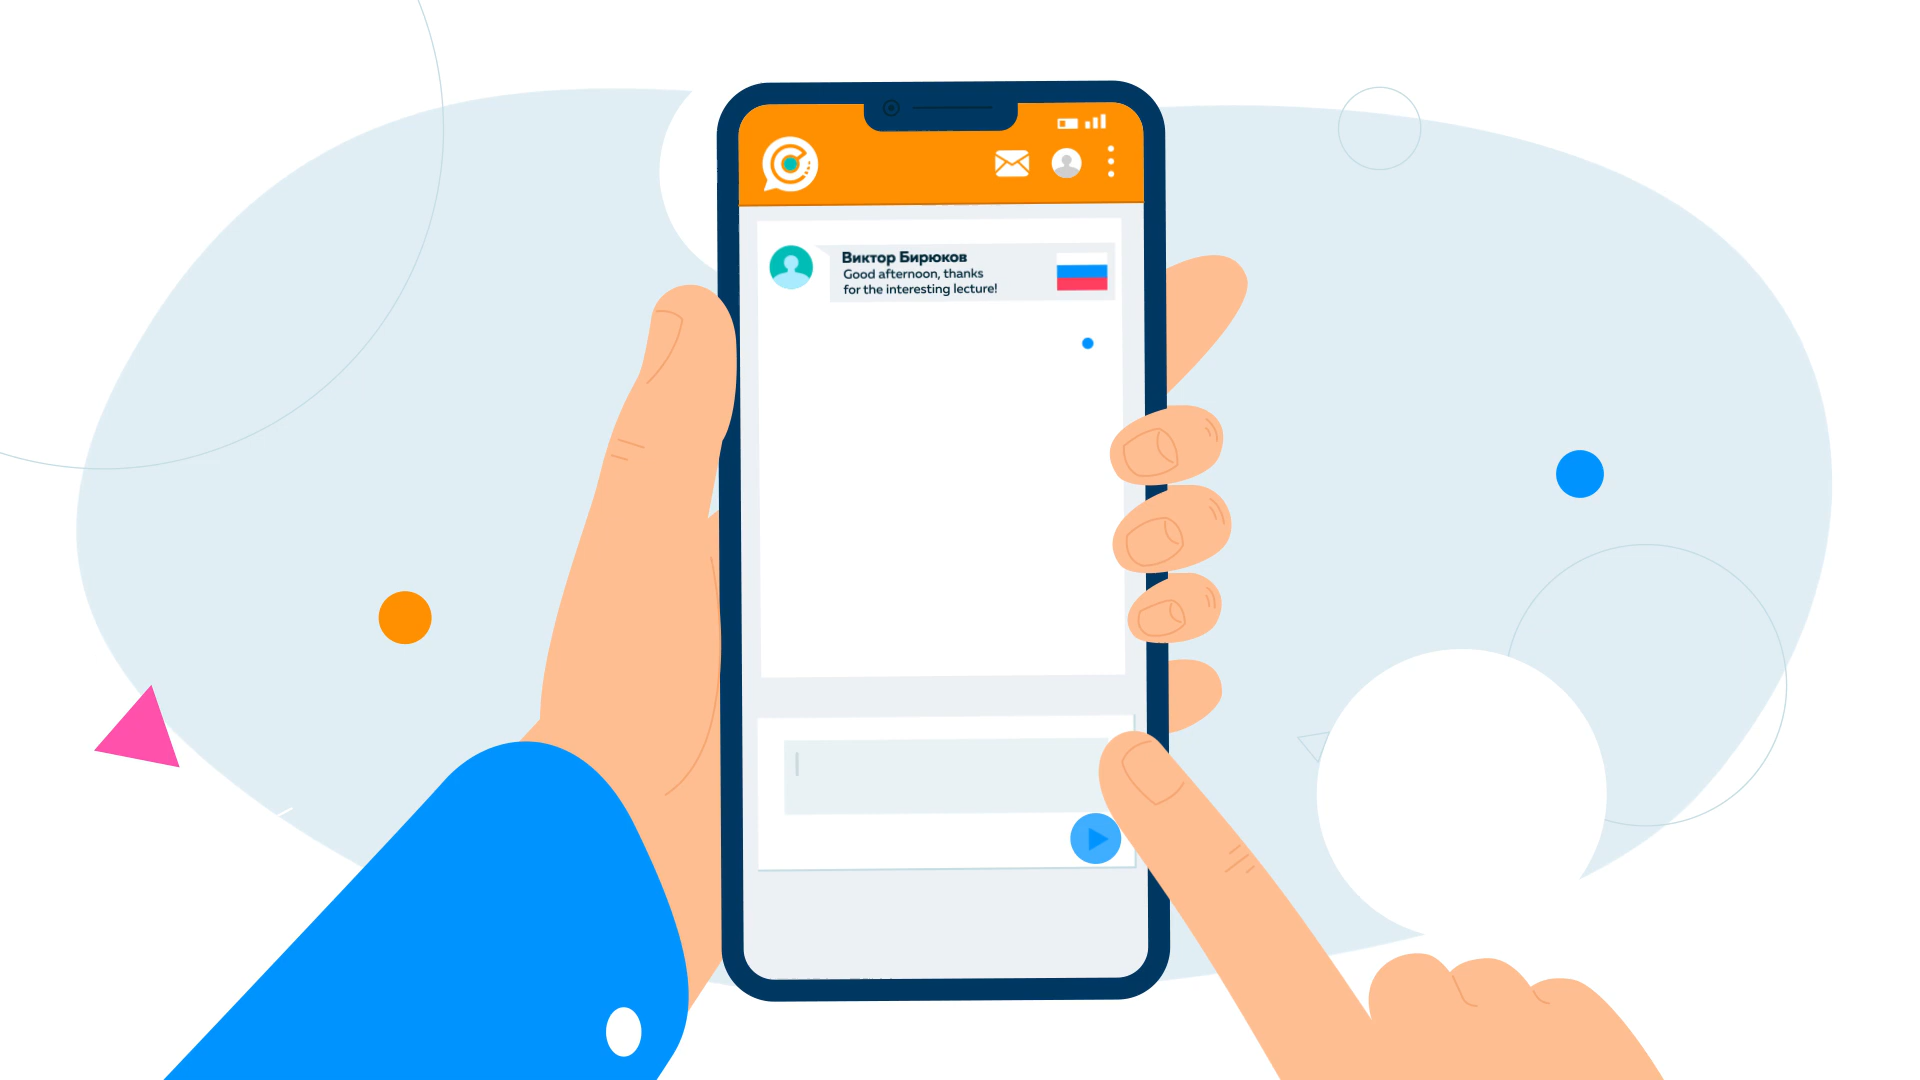 Виктор Бирюков
Good afternoon, thanks
for the interesting lecture!